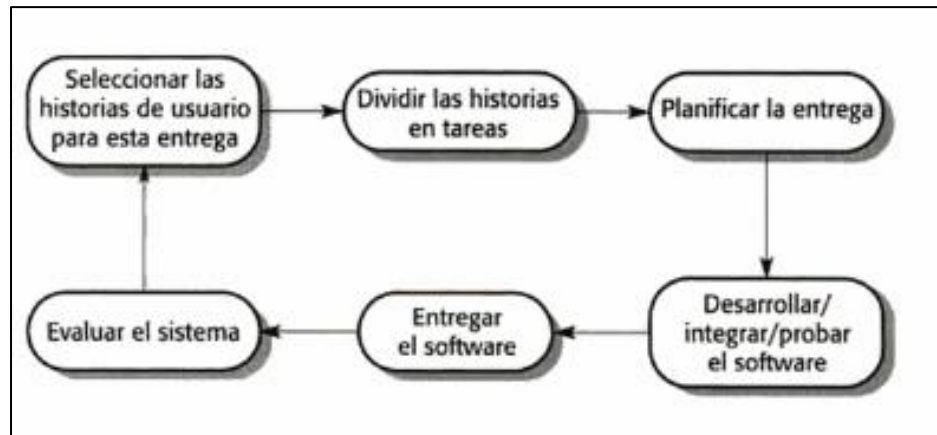 Seleccionar las
historias de usuario
para esta entrega
Dividir las historias
en tareas
Planificar la entrega
Desarrollar/
integrar/probar
el software
Entregar
el software
Evaluar el sistema